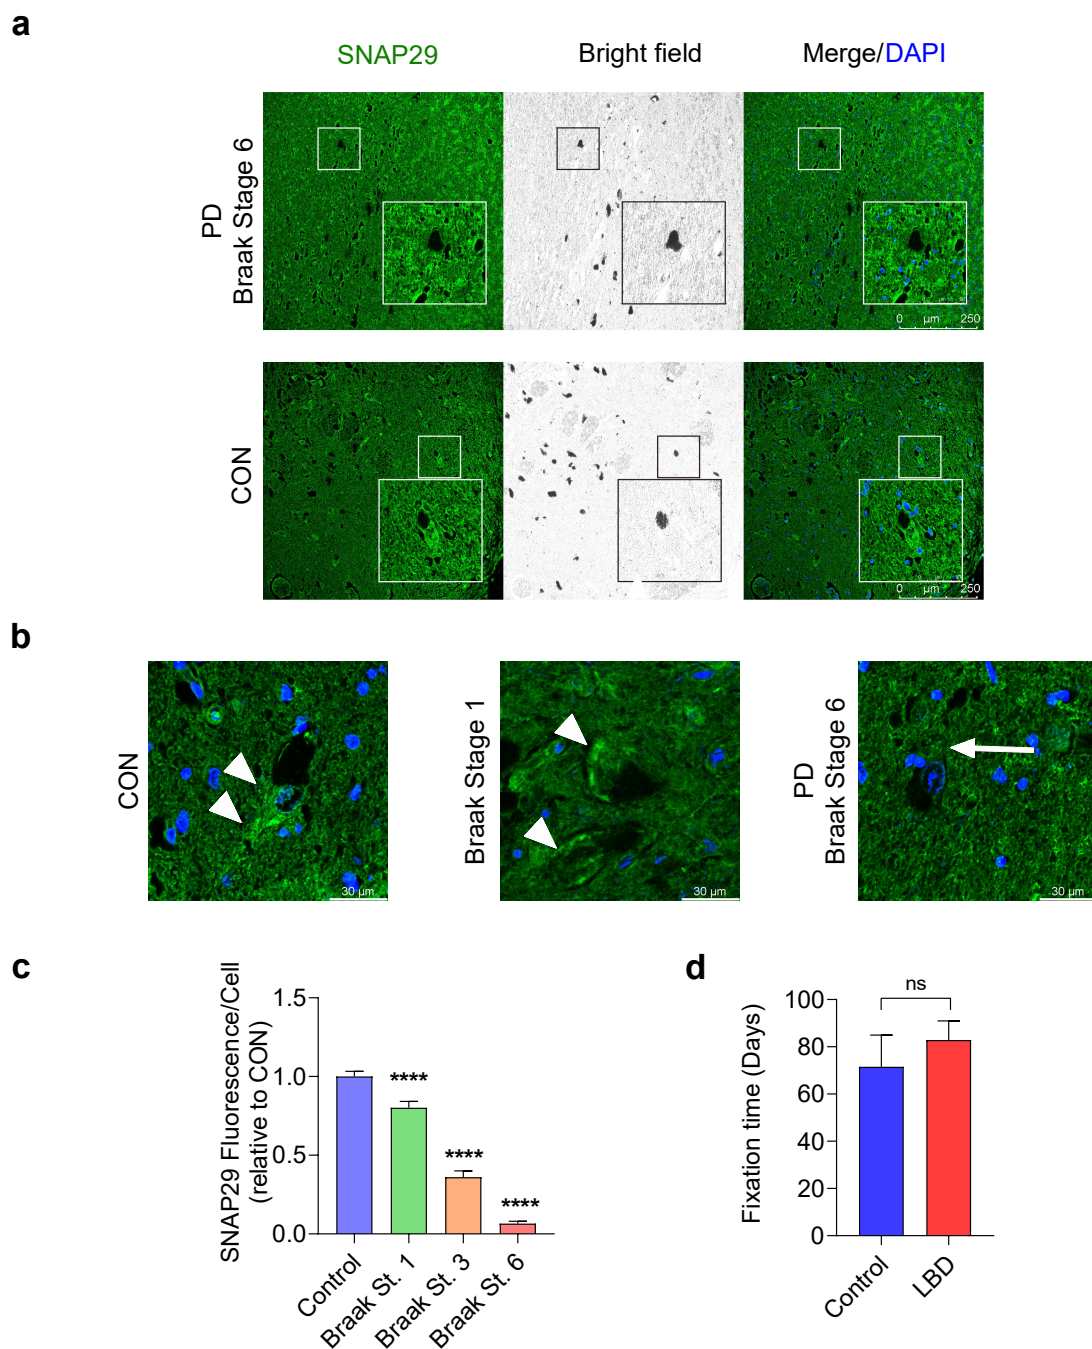 a
SNAP29
Bright field
Merge/DAPI
PD
Braak Stage 6
0 µm 250
CON
0 µm 250
b
CON
30 µm
Braak Stage 1
30 µm
PD
Braak Stage 6
30 µm
c
SNAP29 Fluorescence/Cell
(relative to CON)
1.5
1.0
0.5
0.0
****
****
****
Control
Braak St. 1
Braak St. 3
Braak St. 6
d
Fixation time (Days)
100
80
60
40
20
0
ns
Control
LBD